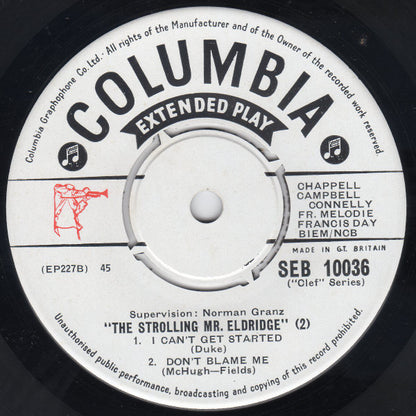 Columbia Graphophone Co. Ltd. · All rights of the Manufacturer and of the Owner of the recorded work reserved.
COLUMBIA
EXTENDED PLAY
CHAPPELL
CAMPBELL
CONNELLY
FR. MELODIE
FRANCIS DAY
BIEM/NCB
MADE IN GT. BRITAIN
(EP227B) 45
SEB 10036
("Clef" Series)
Supervision: Norman Granz
"THE STROLLING MR. ELDRIDGE" (2)
1. I CAN'T GET STARTED
(Duke)
2. DON'T BLAME ME
(McHugh–Fields)
Unauthorised public performance, broadcasting and copying of this record prohibited.